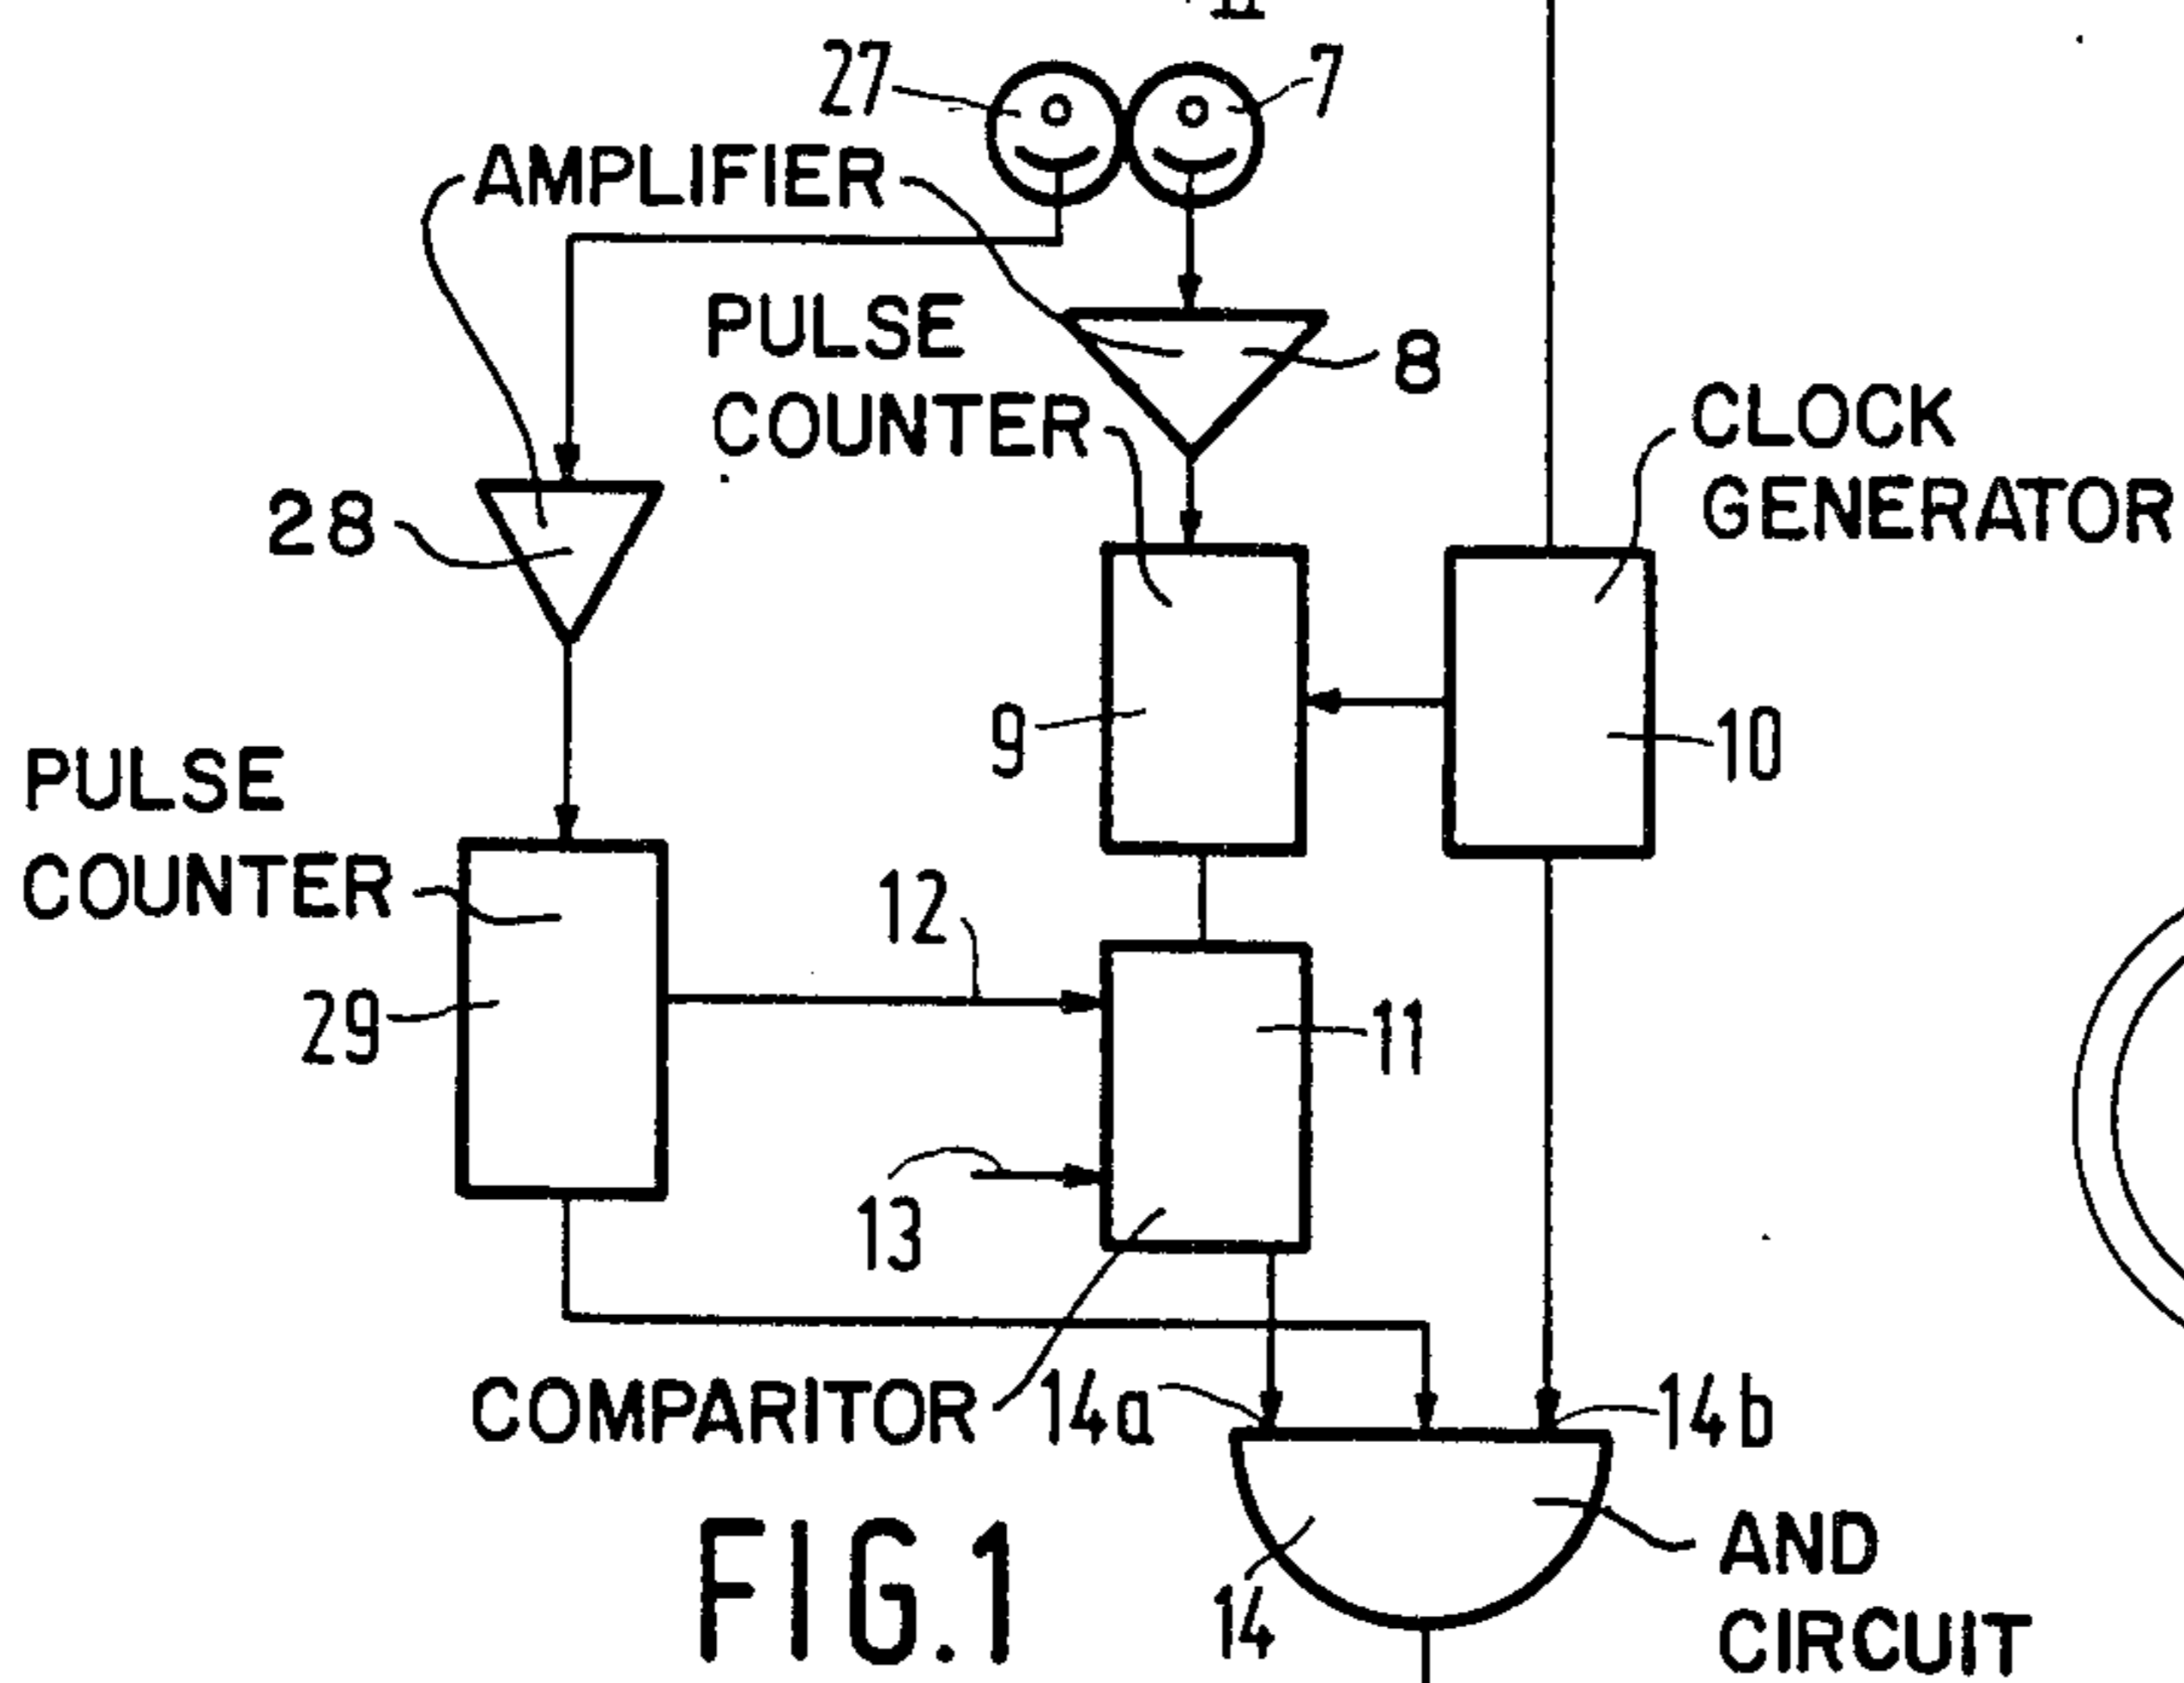 27
7
AMPLIFIER
PULSE
COUNTER
8
CLOCK
GENERATOR
28
9
10
PULSE
COUNTER
12
29
11
13
COMPARITOR
14a
14b
14
AND
CIRCUIT
FIG.1